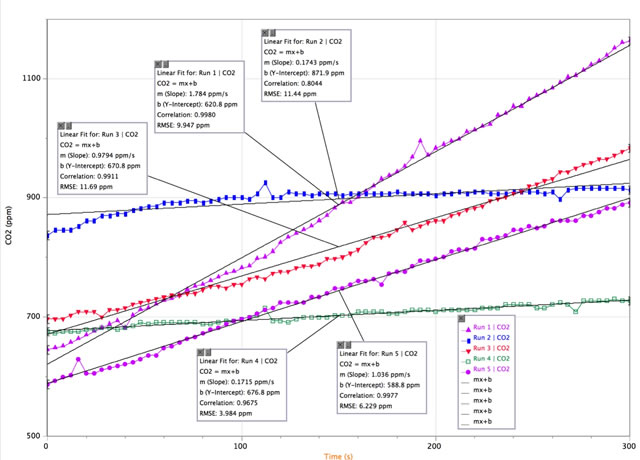 Linear Fit for: Run 2 | CO2
CO2 = mx+b
m (Slope): 0.1743 ppm/s
b (Y-Intercept): 871.9 ppm
Correlation: 0.8044
RMSE: 11.44 ppm
Linear Fit for: Run 1 | CO2
CO2 = mx+b
m (Slope): 1.784 ppm/s
b (Y-Intercept): 620.8 ppm
Correlation: 0.9980
RMSE: 9.947 ppm
Linear Fit for: Run 3 | CO2
CO2 = mx+b
m (Slope): 0.9794 ppm/s
b (Y-Intercept): 670.8 ppm
Correlation: 0.9911
RMSE: 11.69 ppm
Linear Fit for: Run 4 | CO2
CO2 = mx+b
m (Slope): 0.1715 ppm/s
b (Y-Intercept): 676.8 ppm
Correlation: 0.9675
RMSE: 3.984 ppm
Linear Fit for: Run 5 | CO2
CO2 = mx+b
m (Slope): 1.036 ppm/s
b (Y-Intercept): 588.8 ppm
Correlation: 0.9977
RMSE: 6.229 ppm
Run 1 | CO2
Run 2 | CO2
Run 3 | CO2
Run 4 | CO2
Run 5 | CO2
mx+b
mx+b
mx+b
mx+b
mx+b
CO2 (ppm)
1100
900
700
500
0
100
200
300
Time (s)